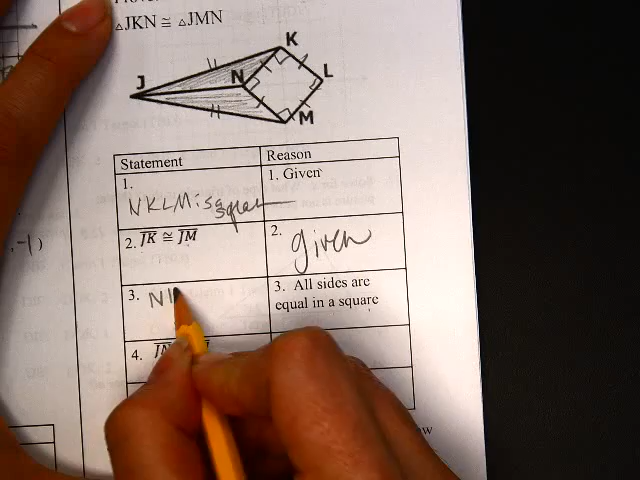 △JKN ≅ △JMN
K
J
N
L
M
Statement
Reason
1.
NKLM is a
square
1. Given
2. JK ≅ JM
2.
given
3. N
3. All sides are
equal in a square
4.